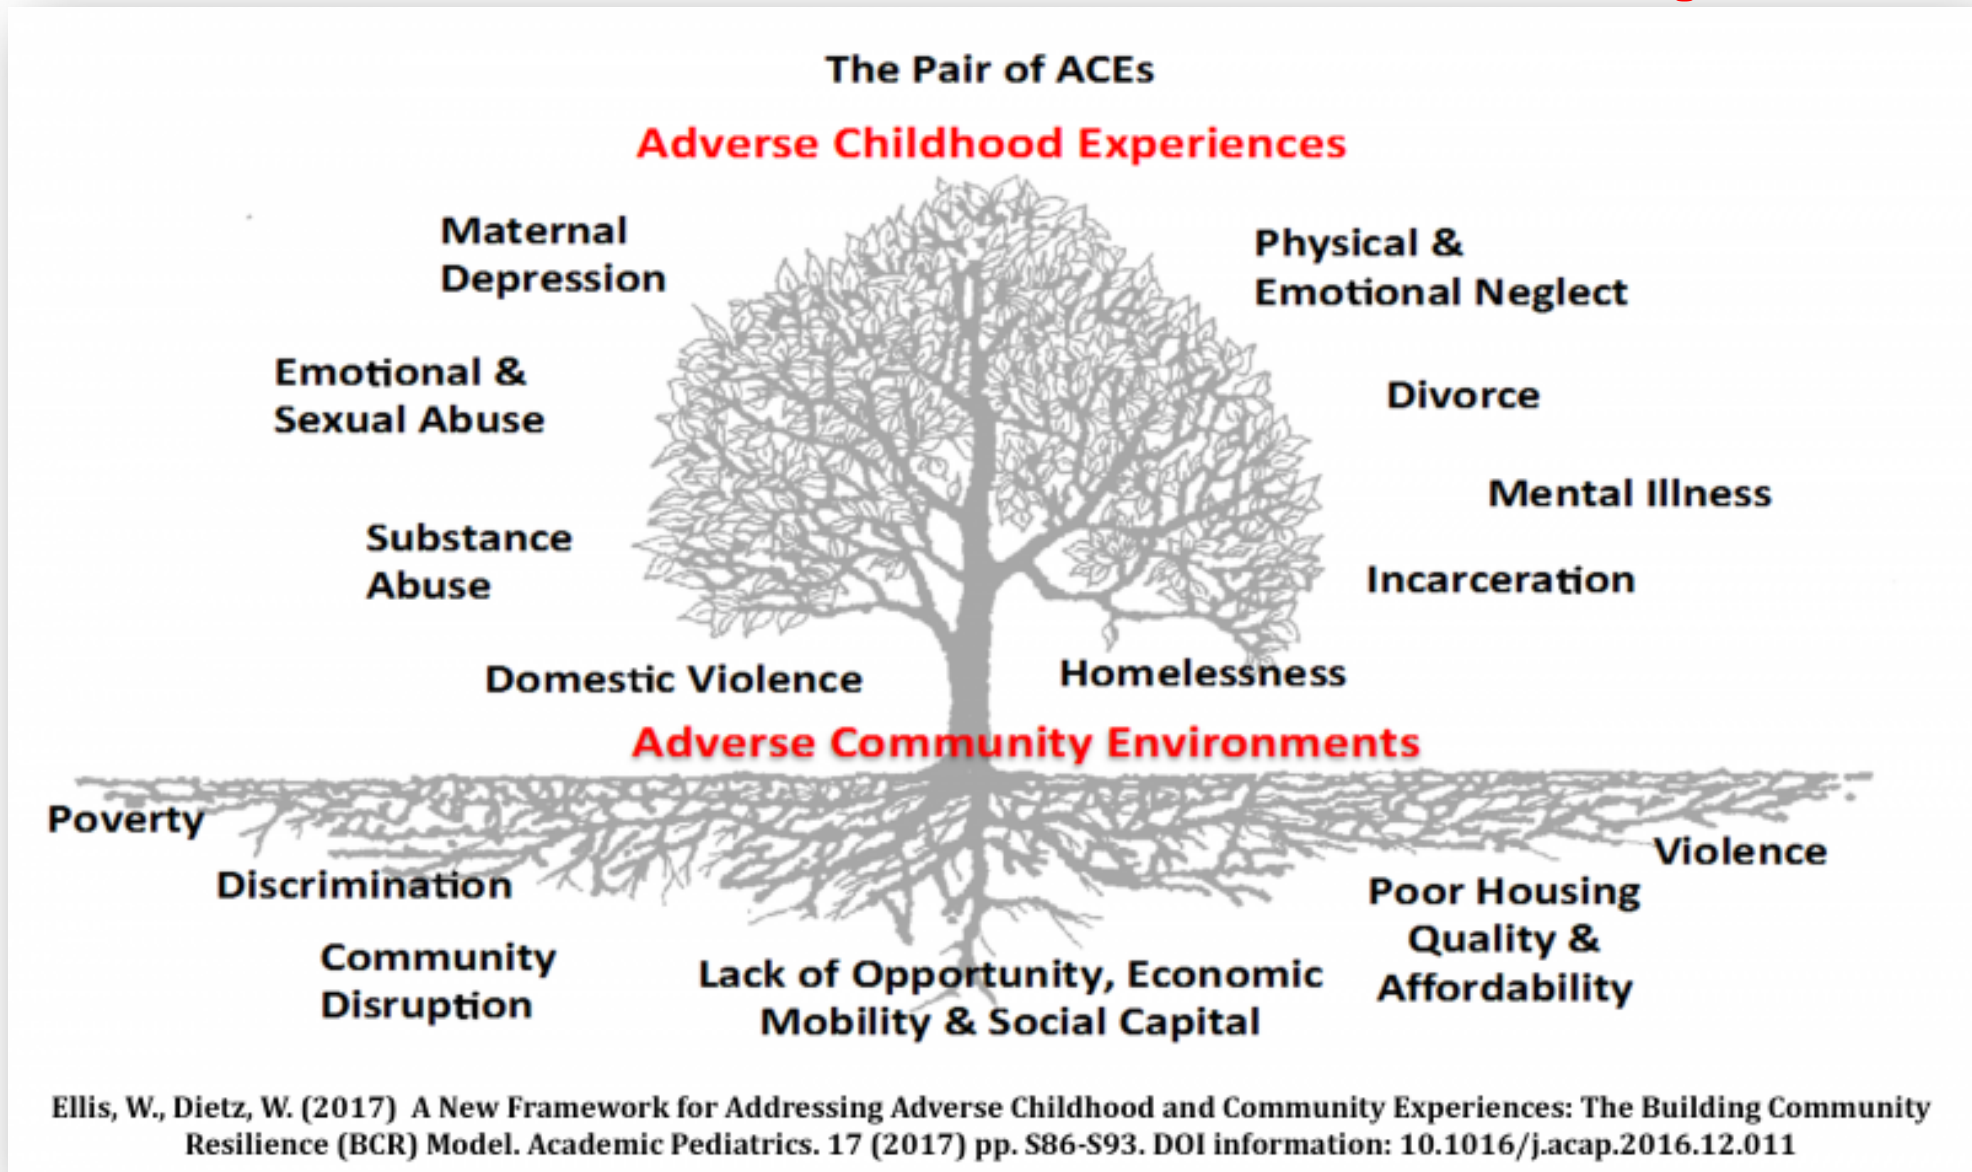 The Pair of ACEs
Adverse Childhood Experiences
Maternal
Depression
Physical &
Emotional Neglect
Emotional &
Sexual Abuse
Divorce
Mental Illness
Substance
Abuse
Incarceration
Domestic Violence
Homelessness
Adverse Community Environments
Poverty
Violence
Discrimination
Poor Housing
Quality &
Affordability
Community
Disruption
Lack of Opportunity, Economic
Mobility & Social Capital
Ellis, W., Dietz, W. (2017) A New Framework for Addressing Adverse Childhood and Community Experiences: The Building Community
Resilience (BCR) Model. Academic Pediatrics. 17 (2017) pp. S86-S93. DOI information: 10.1016/j.acap.2016.12.011